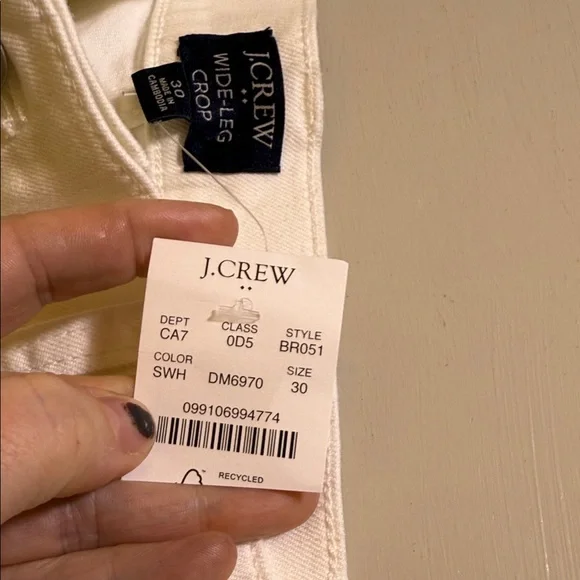 J.CREW
WIDE-LEG
CROP
30
MADE IN
CAMBODIA
J.CREW
DEPT CLASS STYLE
CA7 0D5 BR051
COLOR SIZE
SWH DM6970 30
099106994774
RECYCLED